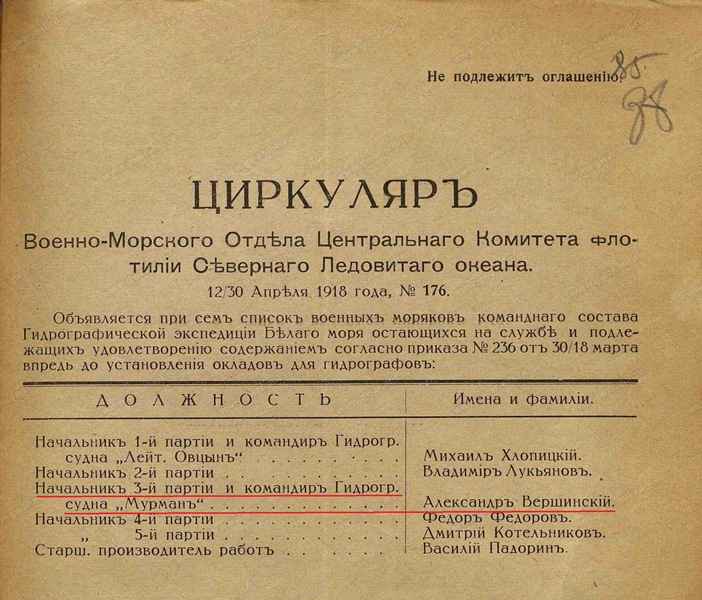 Не подлежитъ оглашенію.
85.
ЦИРКУЛЯРЪ
Военно-Морского Отдѣла Центральнаго Комитета фло-
тиліи Сѣвернаго Ледовитаго океана.
12/30 Апрѣля 1918 года, № 176.
Объявляется при семъ список военныхъ моряковъ команднаго состава
Гидрографической экспедиціи Бѣлаго моря остающихся на службѣ и подле-
жащихъ удовлетворенію содержаніемъ согласно приказа № 236 отъ 30/18 марта
впредь до установленія окладовъ для гидрографовъ:
ДОЛЖНОСТЬ Имена и фамиліи.
Начальникъ 1-й партіи и командиръ Гидрогр.
судна „Лейт. Овцынъ“ . . . . . . . . . . Михаилъ Хлопицкій.
Начальникъ 2-й партіи . . . . . . . . . . Владиміръ Лукьяновъ.
Начальникъ 3-й партіи и командиръ Гидрогр.
судна „Мурманъ“ . . . . . . . . . . Александръ Вершинскій.
Начальникъ 4-й партіи . . . . . . . . . . Федоръ Федоровъ.
„ 5-й партіи . . . . . . . . . . Дмитрій Котельниковъ.
Старш. производитель работъ . . . . . . Василій Падоринъ.